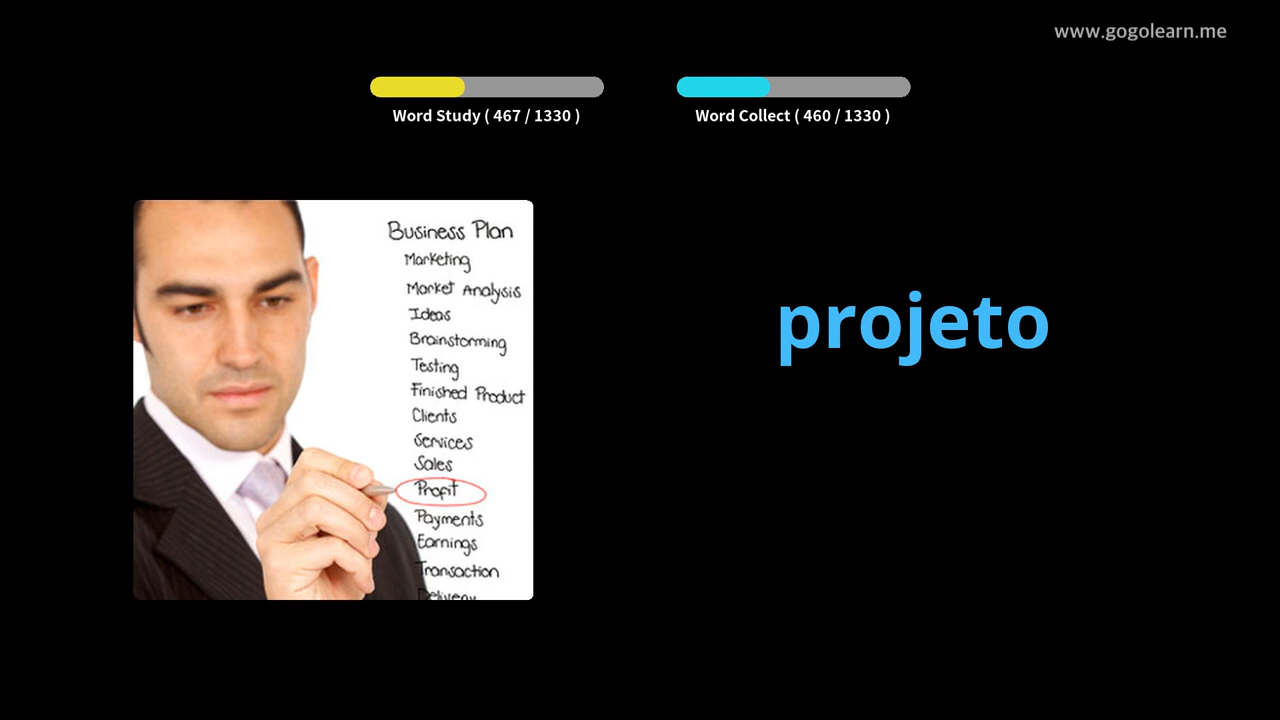 www.gogolearn.me
Word Study ( 467 / 1330 )
Word Collect ( 460 / 1330 )
Business Plan
Marketing
Market Analysis
Ideas
Brainstorming
Testing
Finished Product
Clients
Services
Sales
Profit
Payments
Earnings
Transaction
Delivery
projeto